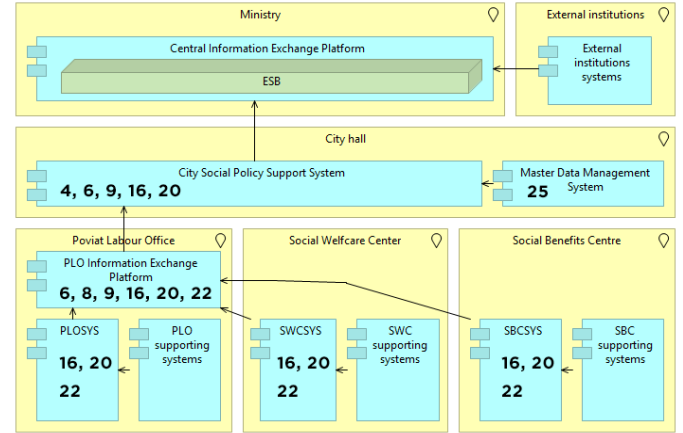 Ministry
Central Information Exchange Platform
ESB
External institutions
External
institutions
systems
City hall
City Social Policy Support System
4, 6, 9, 16, 20
Master Data Management
System
25
Poviat Labour Office
PLO Information Exchange
Platform
6, 8, 9, 16, 20, 22
PLOSYS
16, 20
22
PLO
supporting
systems
Social Welfcare Center
SWCSYS
16, 20
22
SWC
supporting
systems
Social Benefits Centre
SBCSYS
16, 20
22
SBC
supporting
systems